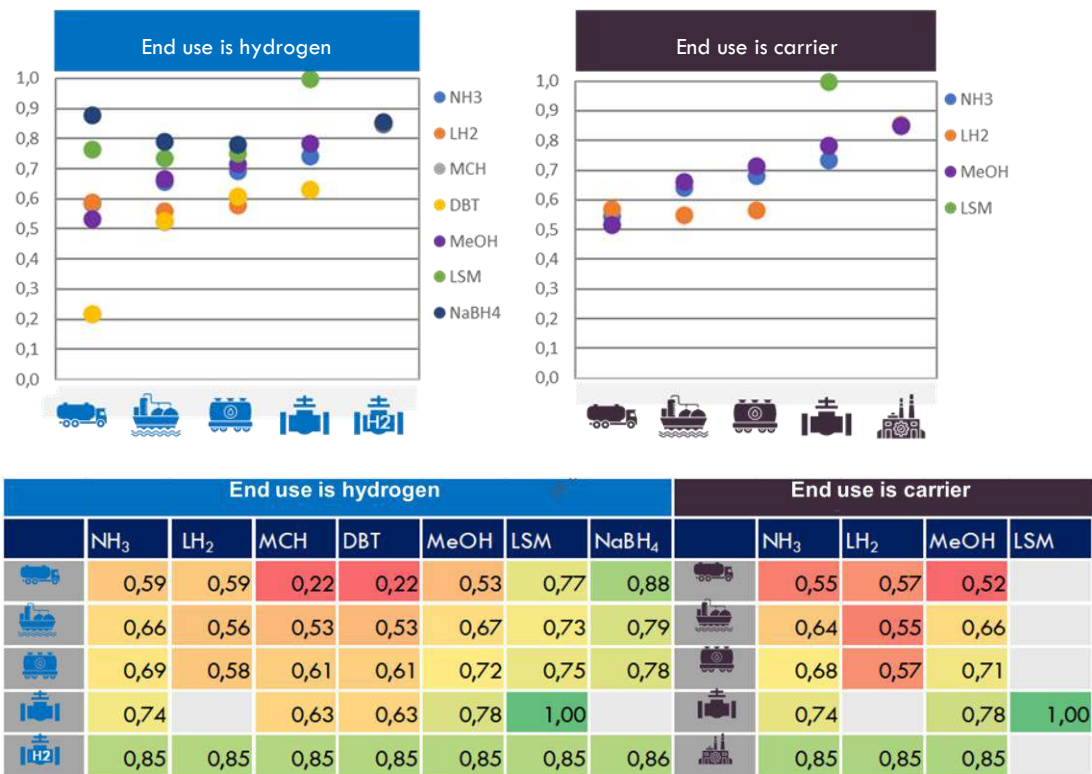 End use is hydrogen
1,0
0,9
0,8
0,7
0,6
0,5
0,4
0,3
0,2
0,1
0,0
NH3
LH2
MCH
DBT
MeOH
LSM
NaBH4
H2
End use is carrier
1,0
0,9
0,8
0,7
0,6
0,5
0,4
0,3
0,2
0,1
0,0
NH3
LH2
MeOH
LSM
End use is hydrogen End use is carrier
NH₃ LH₂ MCH DBT MeOH LSM NaBH₄ NH₃ LH₂ MeOH LSM
0,59 0,59 0,22 0,22 0,53 0,77 0,88 0,55 0,57 0,52
0,66 0,56 0,53 0,53 0,67 0,73 0,79 0,64 0,55 0,66
0,69 0,58 0,61 0,61 0,72 0,75 0,78 0,68 0,57 0,71
0,74 0,63 0,63 0,78 1,00 0,74 0,78 1,00
H2 0,85 0,85 0,85 0,85 0,85 0,85 0,86 0,85 0,85 0,85